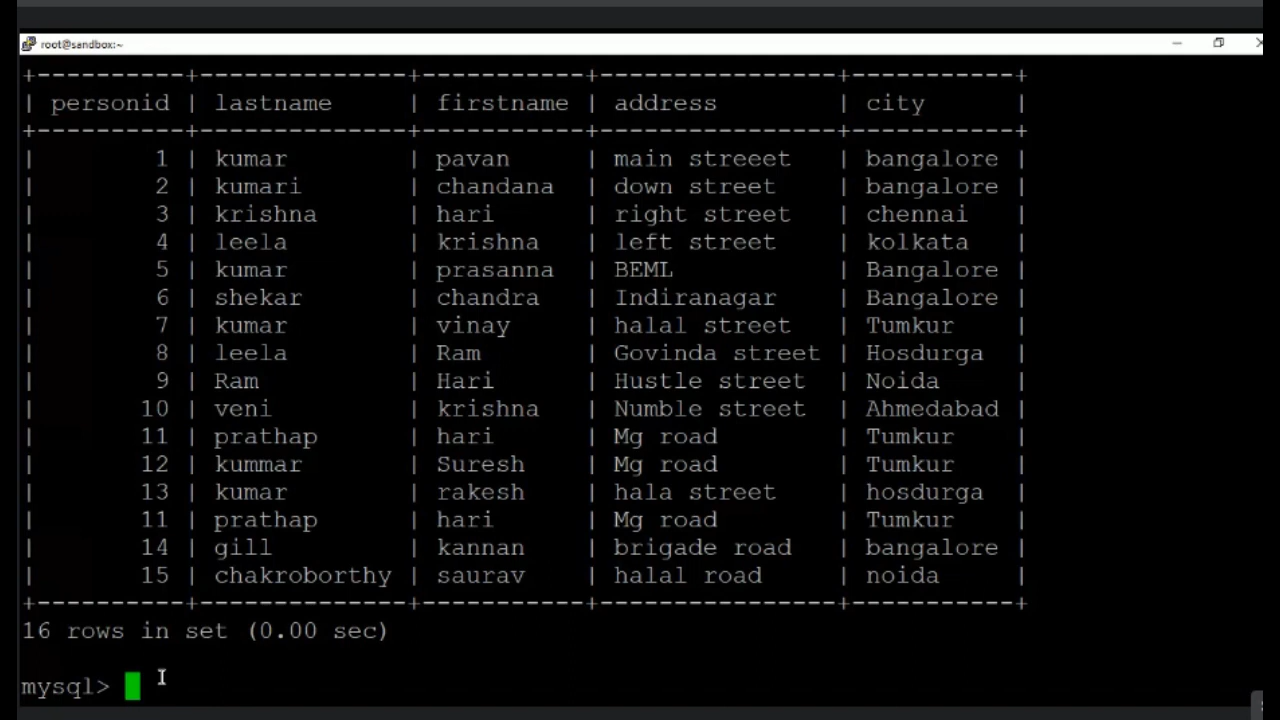 root@sandbox:~
+----------+--------------+-----------+----------------+-----------+
| personid | lastname     | firstname | address        | city      |
+----------+--------------+-----------+----------------+-----------+
|        1 | kumar        | pavan     | main streeet   | bangalore |
|        2 | kumari       | chandana  | down street    | bangalore |
|        3 | krishna      | hari      | right street   | chennai   |
|        4 | leela        | krishna   | left street    | kolkata   |
|        5 | kumar        | prasanna  | BEML           | Bangalore |
|        6 | shekar       | chandra   | Indiranagar    | Bangalore |
|        7 | kumar        | vinay     | halal street   | Tumkur    |
|        8 | leela        | Ram       | Govinda street | Hosdurga  |
|        9 | Ram          | Hari      | Hustle street  | Noida     |
|       10 | veni         | krishna   | Numble street  | Ahmedabad |
|       11 | prathap      | hari      | Mg road        | Tumkur    |
|       12 | kummar       | Suresh    | Mg road        | Tumkur    |
|       13 | kumar        | rakesh    | hala street    | hosdurga  |
|       11 | prathap      | hari      | Mg road        | Tumkur    |
|       14 | gill         | kannan    | brigade road   | bangalore |
|       15 | chakroborthy | saurav    | halal road     | noida     |
+----------+--------------+-----------+----------------+-----------+
16 rows in set (0.00 sec)
mysql>